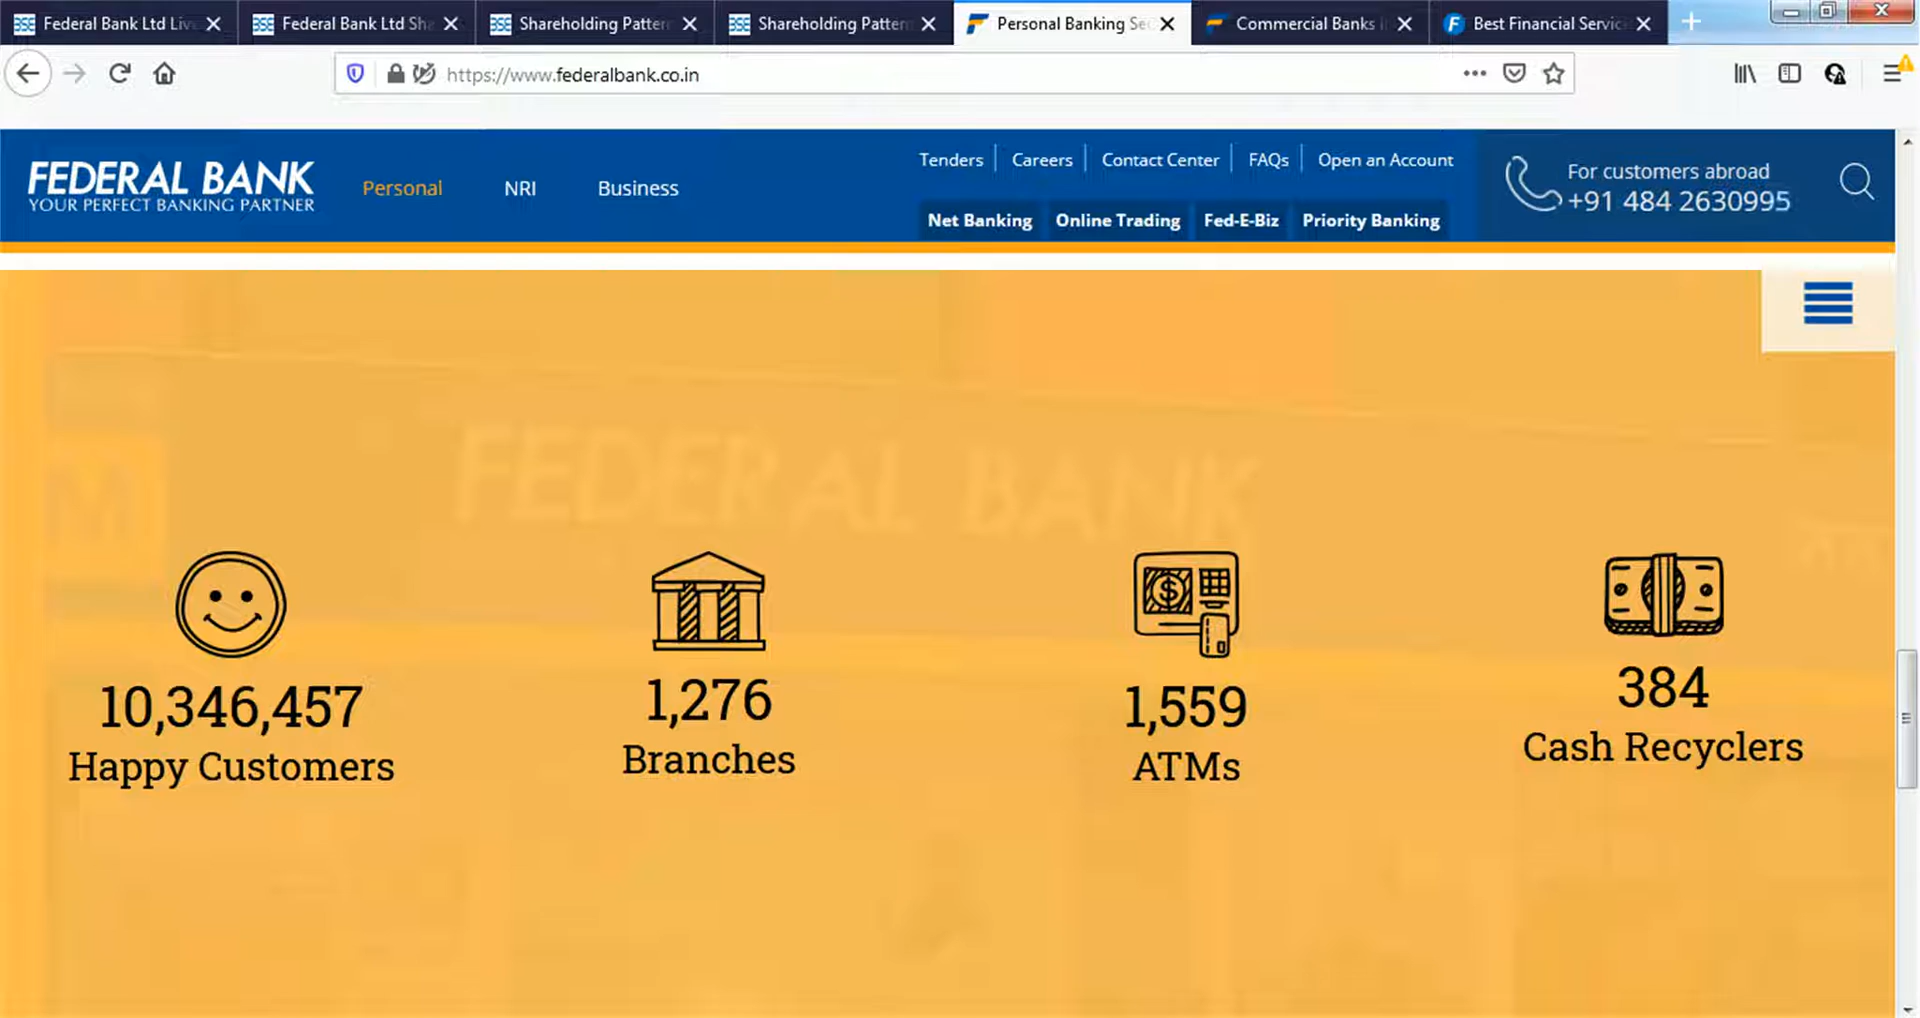 Federal Bank Ltd Liv
Federal Bank Ltd Sha
Shareholding Pattern
Shareholding Pattern
Personal Banking Se
Commercial Banks i
Best Financial Servic
https://www.federalbank.co.in
FEDERAL BANK
YOUR PERFECT BANKING PARTNER
Personal
NRI
Business
Tenders
Careers
Contact Center
FAQs
Open an Account
Net Banking
Online Trading
Fed-E-Biz
Priority Banking
For customers abroad
+91 484 2630995
FEDERAL BANK
10,346,457
Happy Customers
1,276
Branches
1,559
ATMs
384
Cash Recyclers